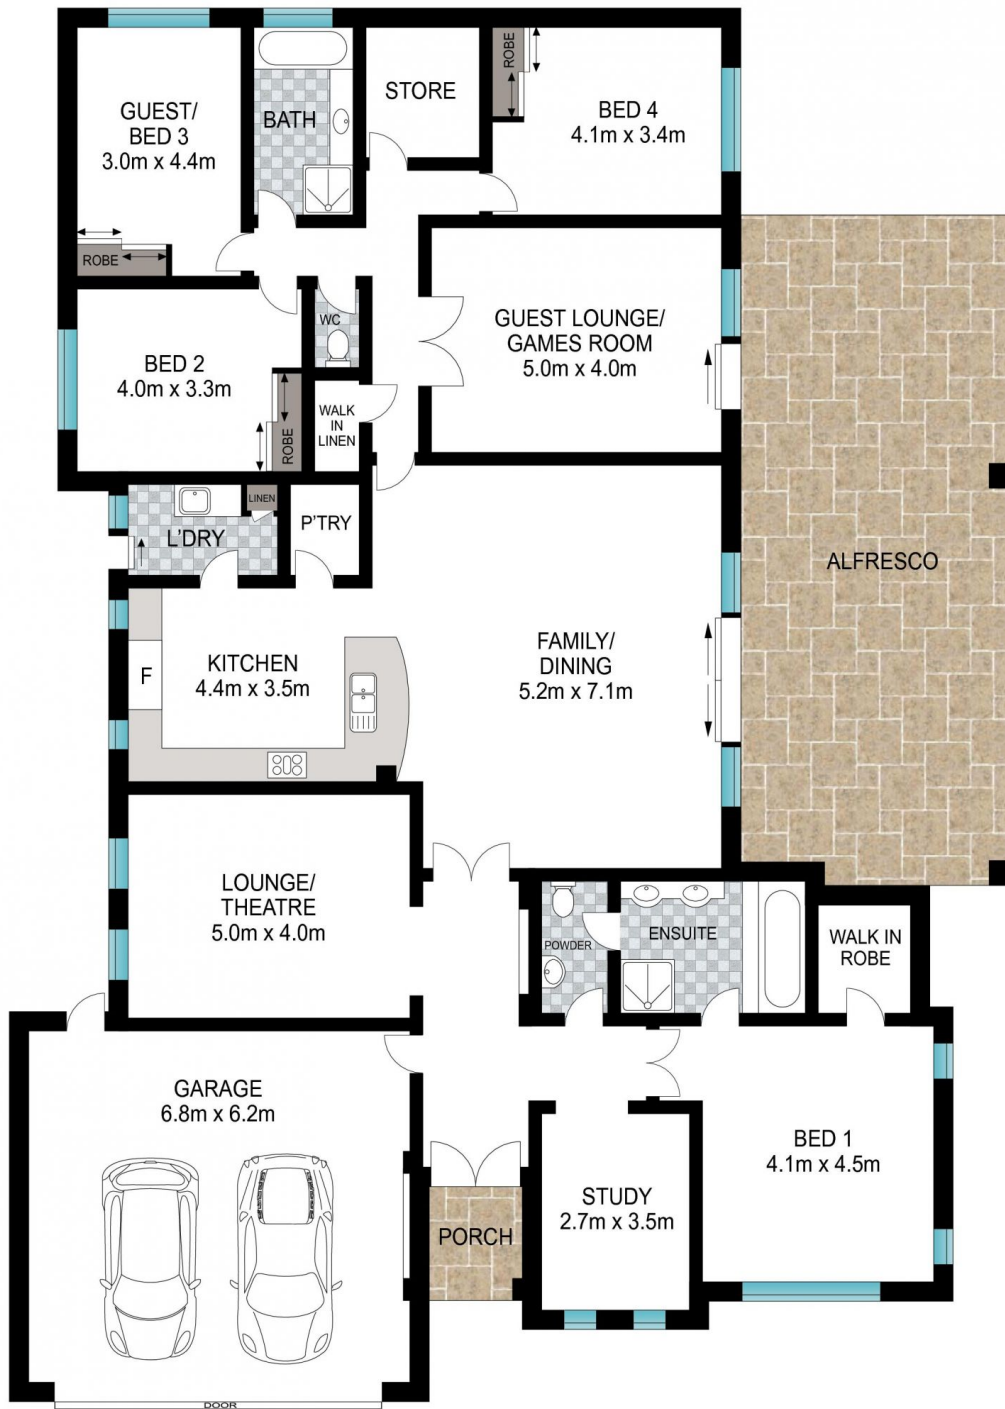 GUEST/
BED 3
3.0m x 4.4m
BATH
STORE
ROBE
BED 4
4.1m x 3.4m
ROBE
GUEST LOUNGE/
GAMES ROOM
5.0m x 4.0m
WC
BED 2
4.0m x 3.3m
ROBE
WALK
IN
LINEN
LINEN
L'DRY
P'TRY
ALFRESCO
FAMILY/
DINING
5.2m x 7.1m
KITCHEN
4.4m x 3.5m
F
LOUNGE/
THEATRE
5.0m x 4.0m
POWDER
ENSUITE
WALK IN
ROBE
GARAGE
6.8m x 6.2m
BED 1
4.1m x 4.5m
STUDY
2.7m x 3.5m
PORCH
DOOR